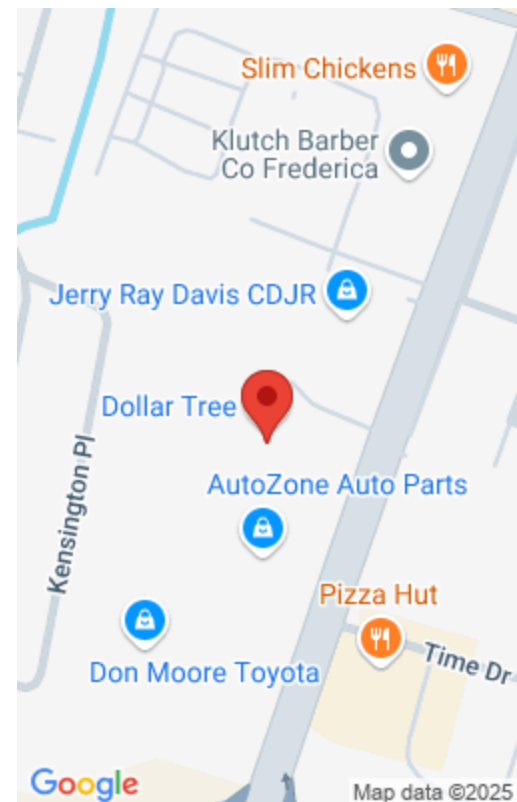 Slim Chickens
Klutch Barber
Co Frederica
Jerry Ray Davis CDJR
Dollar Tree
AutoZone Auto Parts
Kensington Pl
Pizza Hut
Time Dr
Don Moore Toyota
Google
Map data ©2025